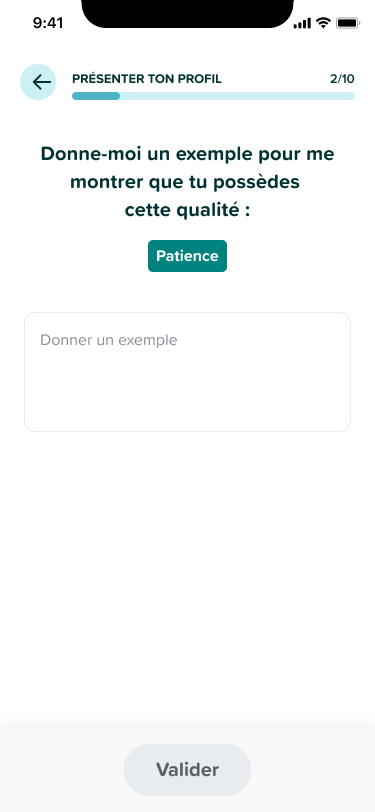 9:41
PRÉSENTER TON PROFIL
2/10
Donne-moi un exemple pour me
montrer que tu possèdes
cette qualité :
Patience
Donner un exemple
Valider